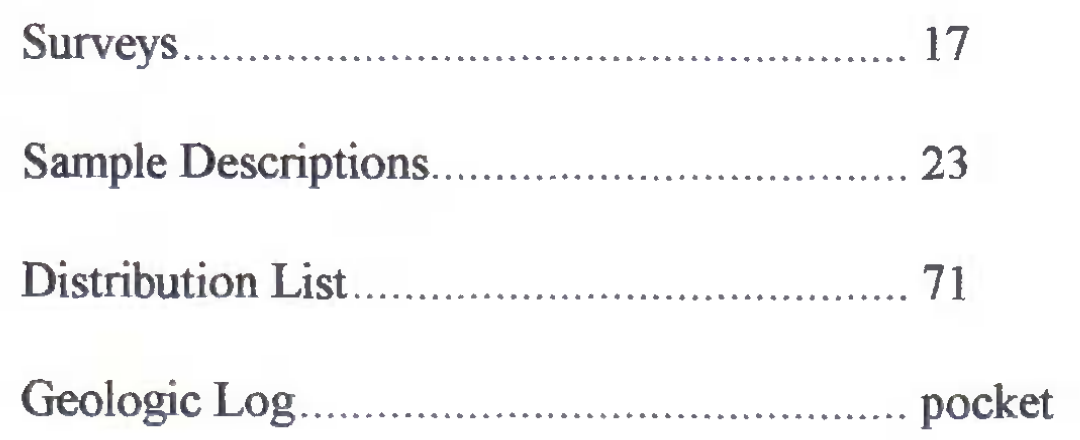 Surveys.......................................................... 17
Sample Descriptions...................................... 23
Distribution List............................................. 71
Geologic Log................................................. pocket